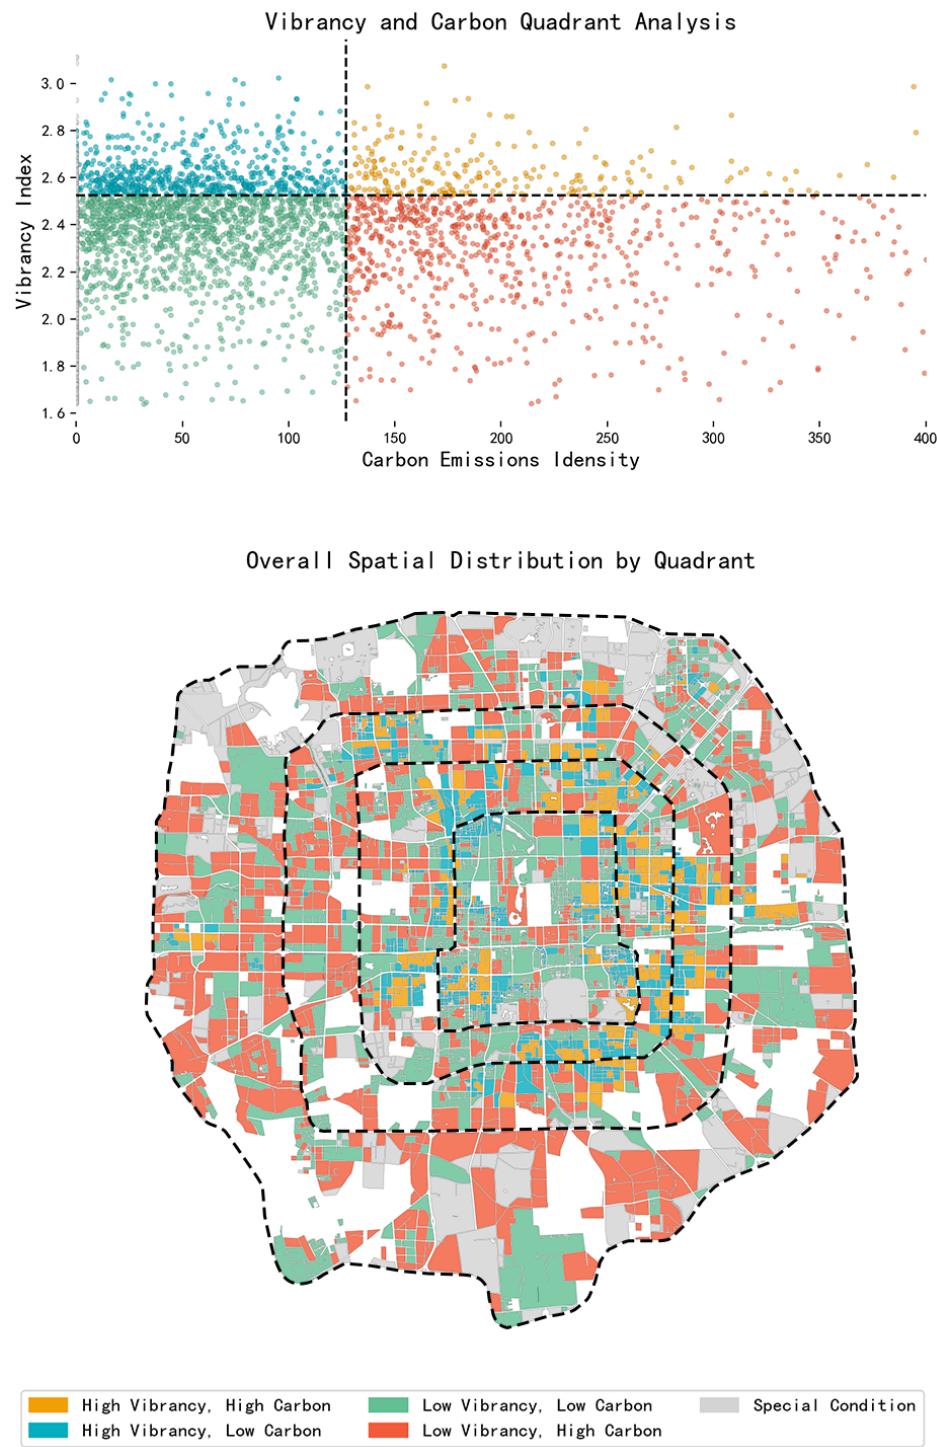 Vibrancy and Carbon Quadrant Analysis
Vibrancy Index
3.0
2.8
2.6
2.4
2.2
2.0
1.8
1.6
0 50 100 150 200 250 300 350 400
Carbon Emissions Idensity
Overall Spatial Distribution by Quadrant
High Vibrancy, High Carbon Low Vibrancy, Low Carbon Special Condition
High Vibrancy, Low Carbon Low Vibrancy, High Carbon